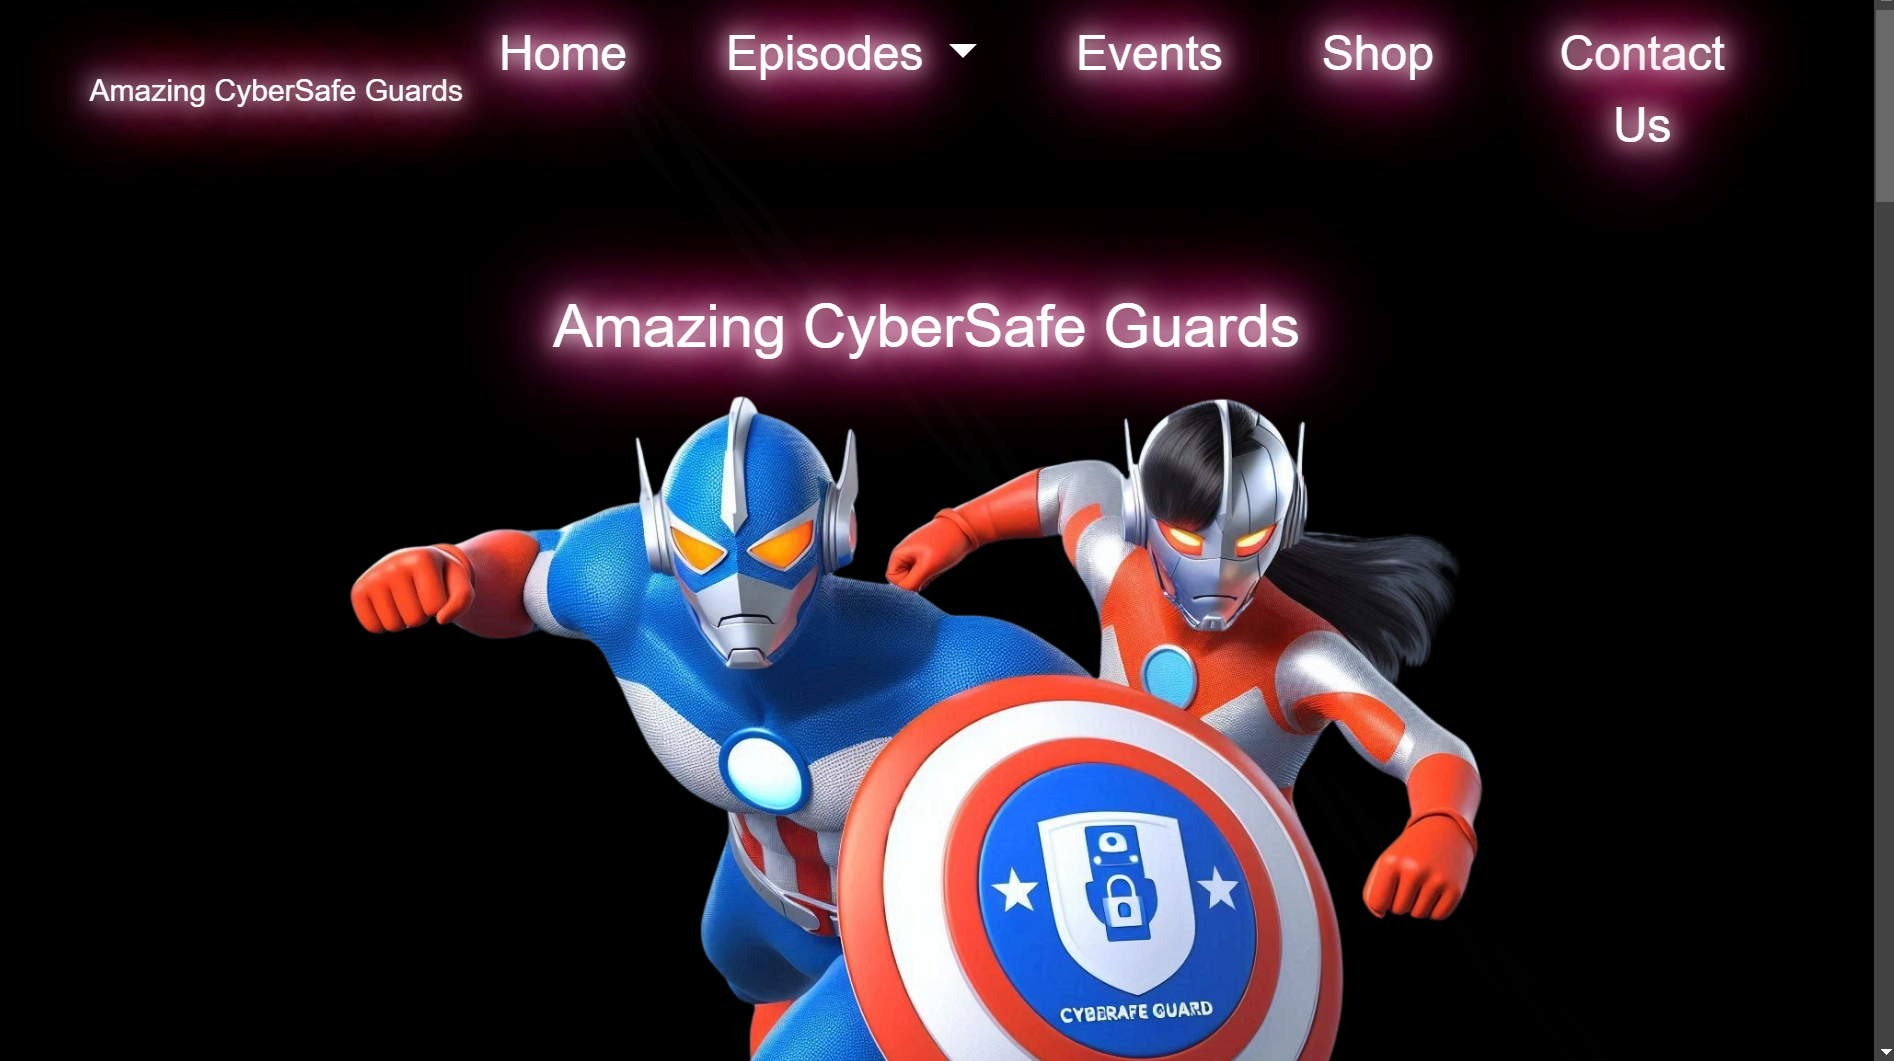 Amazing CyberSafe Guards
Home
Episodes
Events
Shop
Contact
Us
Amazing CyberSafe Guards
CYBERAFE GUARD